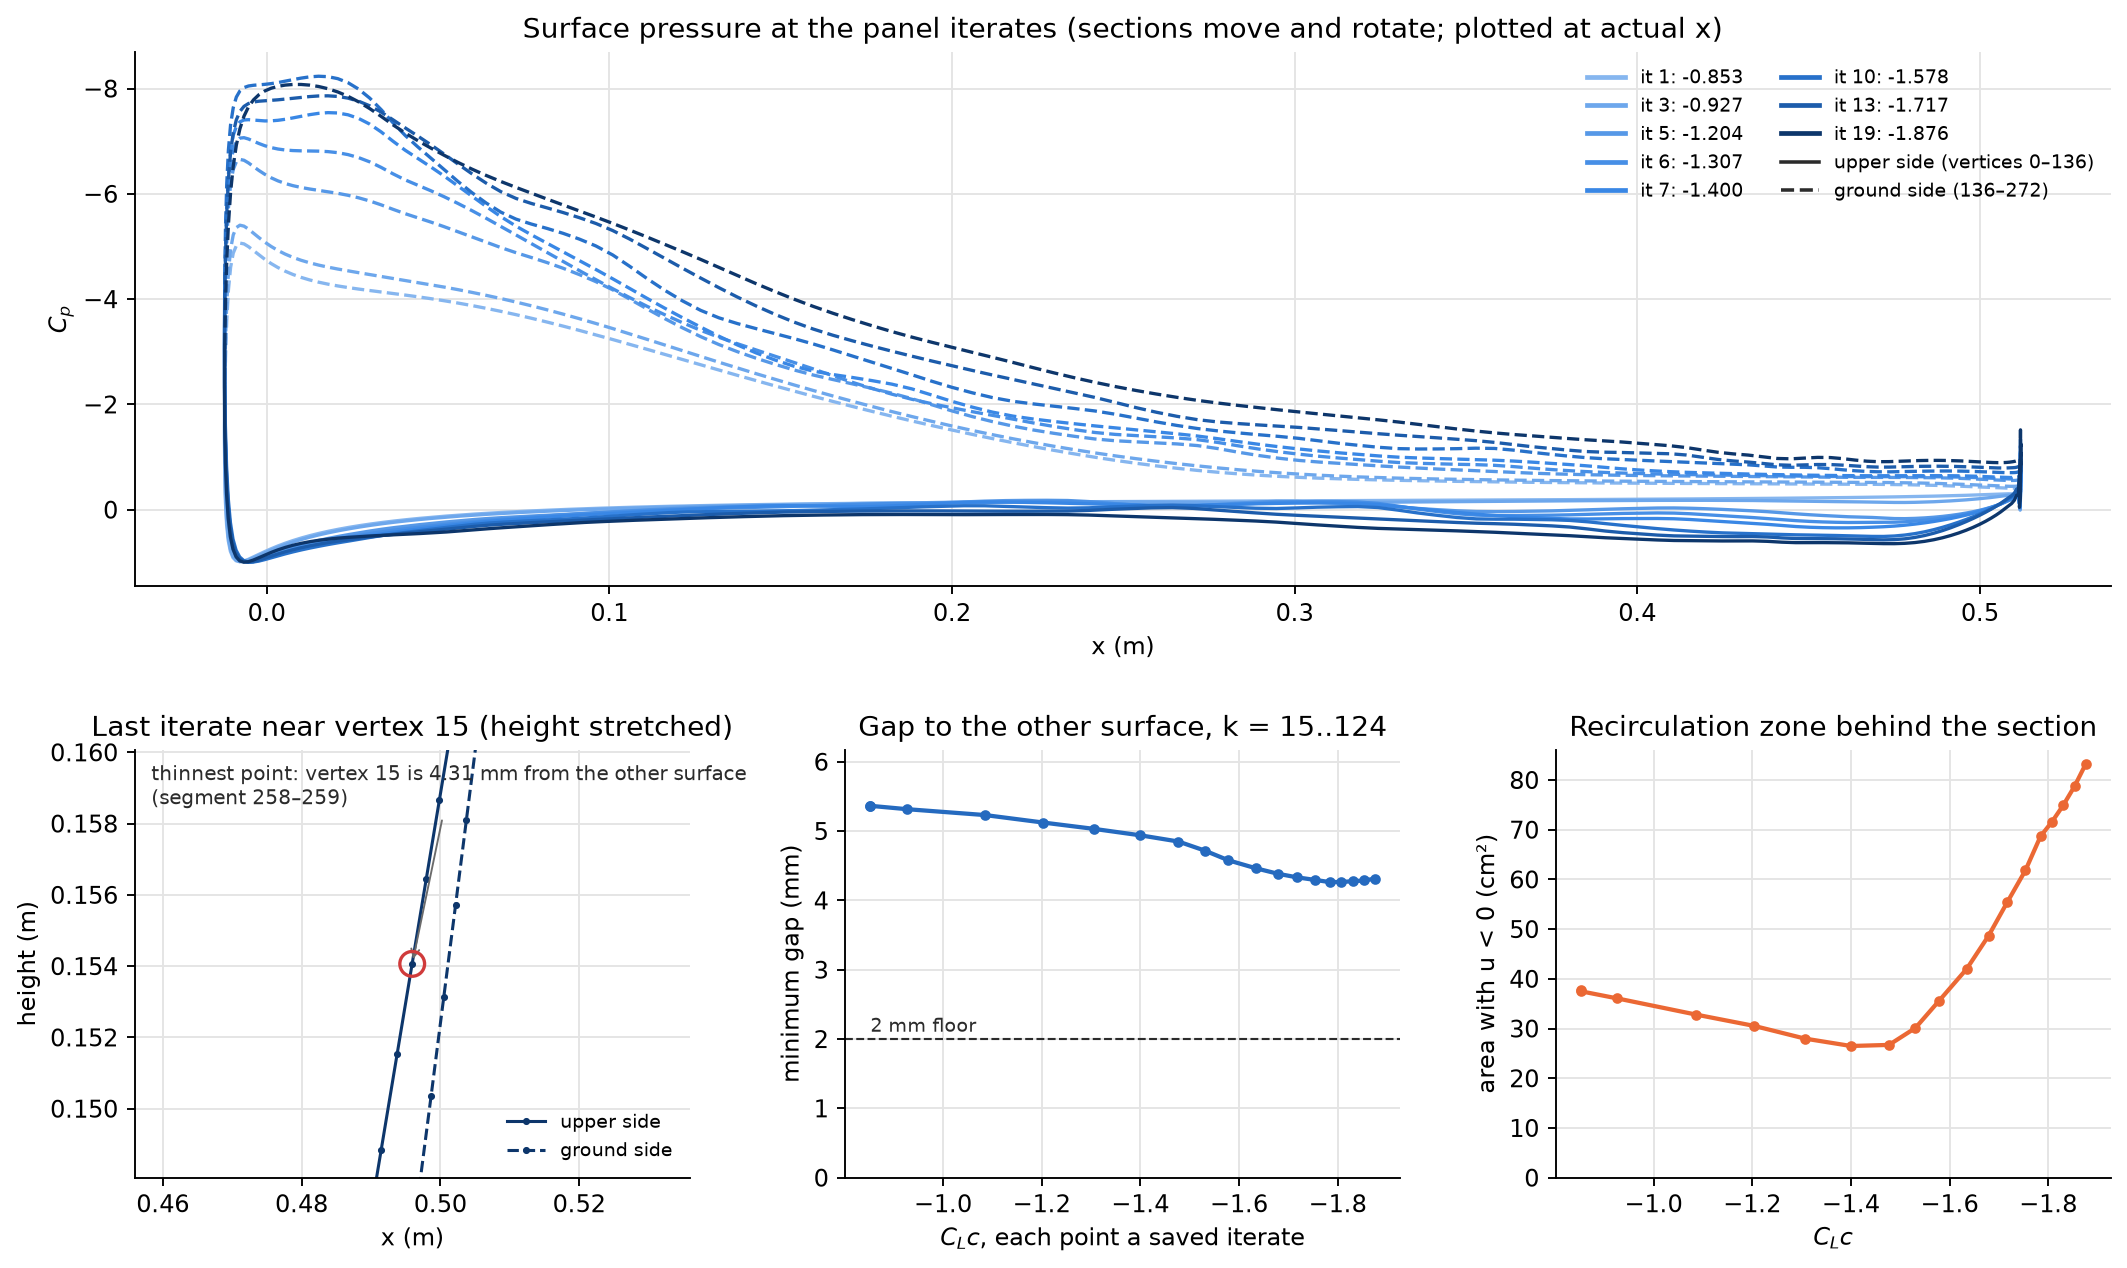 Surface pressure at the panel iterates (sections move and rotate; plotted at actual x)
−8
−6
−4
−2
0
C_p
0.0 0.1 0.2 0.3 0.4 0.5
x (m)
it 1: -0.853
it 3: -0.927
it 5: -1.204
it 6: -1.307
it 7: -1.400
it 10: -1.578
it 13: -1.717
it 19: -1.876
upper side (vertices 0–136)
ground side (136–272)
Last iterate near vertex 15 (height stretched)
thinnest point: vertex 15 is 4.31 mm from the other surface
(segment 258–259)
0.160
0.158
0.156
0.154
0.152
0.150
height (m)
upper side
ground side
0.46 0.48 0.50 0.52
x (m)
Gap to the other surface, k = 15..124
6
5
4
3
2
1
0
minimum gap (mm)
2 mm floor
−1.0 −1.2 −1.4 −1.6 −1.8
C_Lc, each point a saved iterate
Recirculation zone behind the section
80
70
60
50
40
30
20
10
0
area with u < 0 (cm²)
−1.0 −1.2 −1.4 −1.6 −1.8
C_Lc